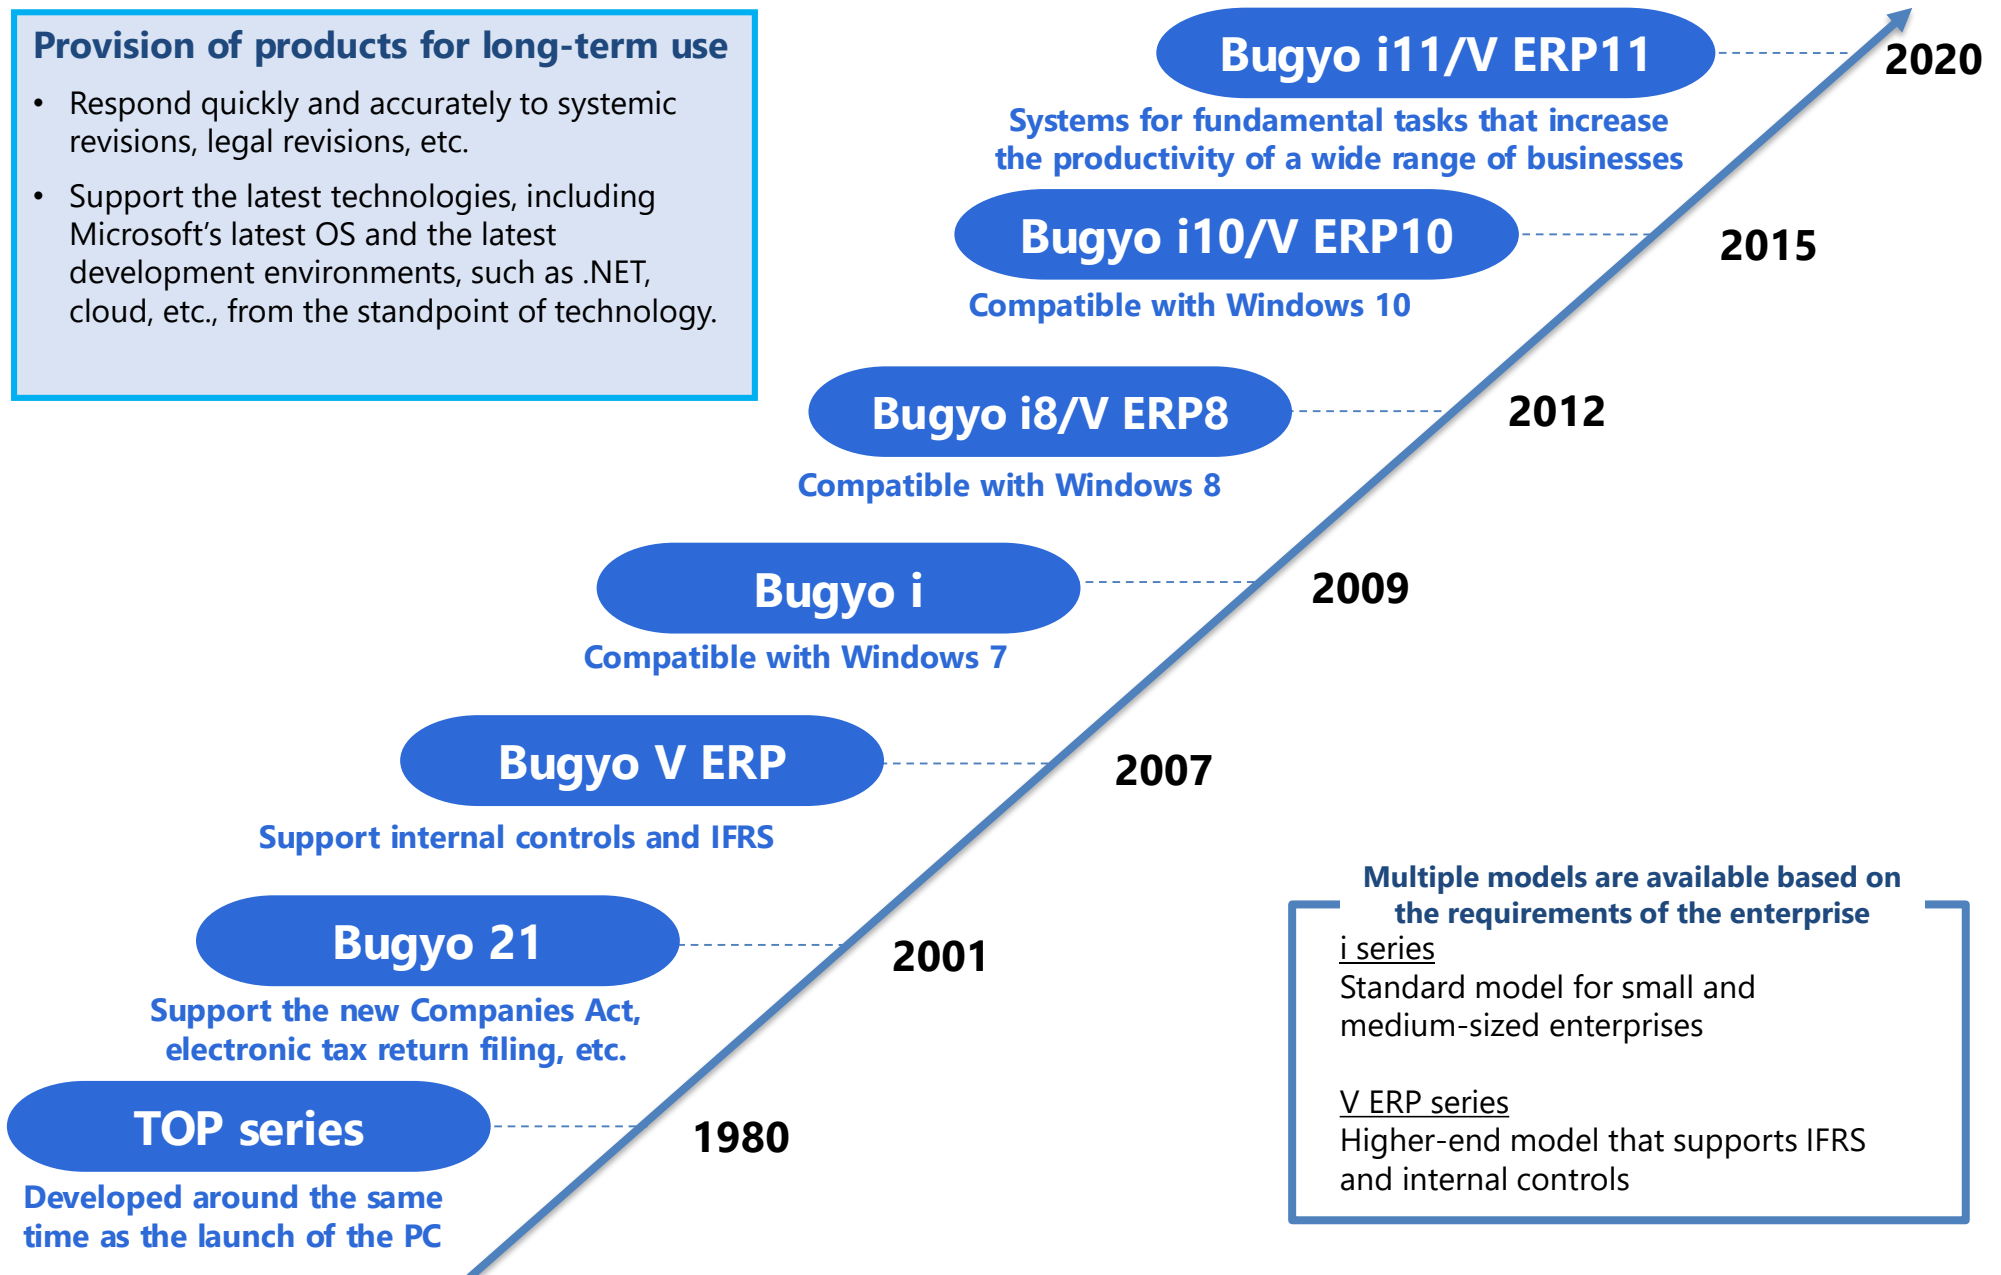 Provision of products for long-term use
• Respond quickly and accurately to systemic
revisions, legal revisions, etc.
• Support the latest technologies, including
Microsoft’s latest OS and the latest
development environments, such as .NET,
cloud, etc., from the standpoint of technology.
Bugyo i11/V ERP11
2020
Systems for fundamental tasks that increase
the productivity of a wide range of businesses
Bugyo i10/V ERP10
2015
Compatible with Windows 10
Bugyo i8/V ERP8
2012
Compatible with Windows 8
Bugyo i
2009
Compatible with Windows 7
Bugyo V ERP
2007
Support internal controls and IFRS
Bugyo 21
2001
Support the new Companies Act,
electronic tax return filing, etc.
TOP series
1980
Developed around the same
time as the launch of the PC
Multiple models are available based on
the requirements of the enterprise
i series
Standard model for small and
medium-sized enterprises
V ERP series
Higher-end model that supports IFRS
and internal controls